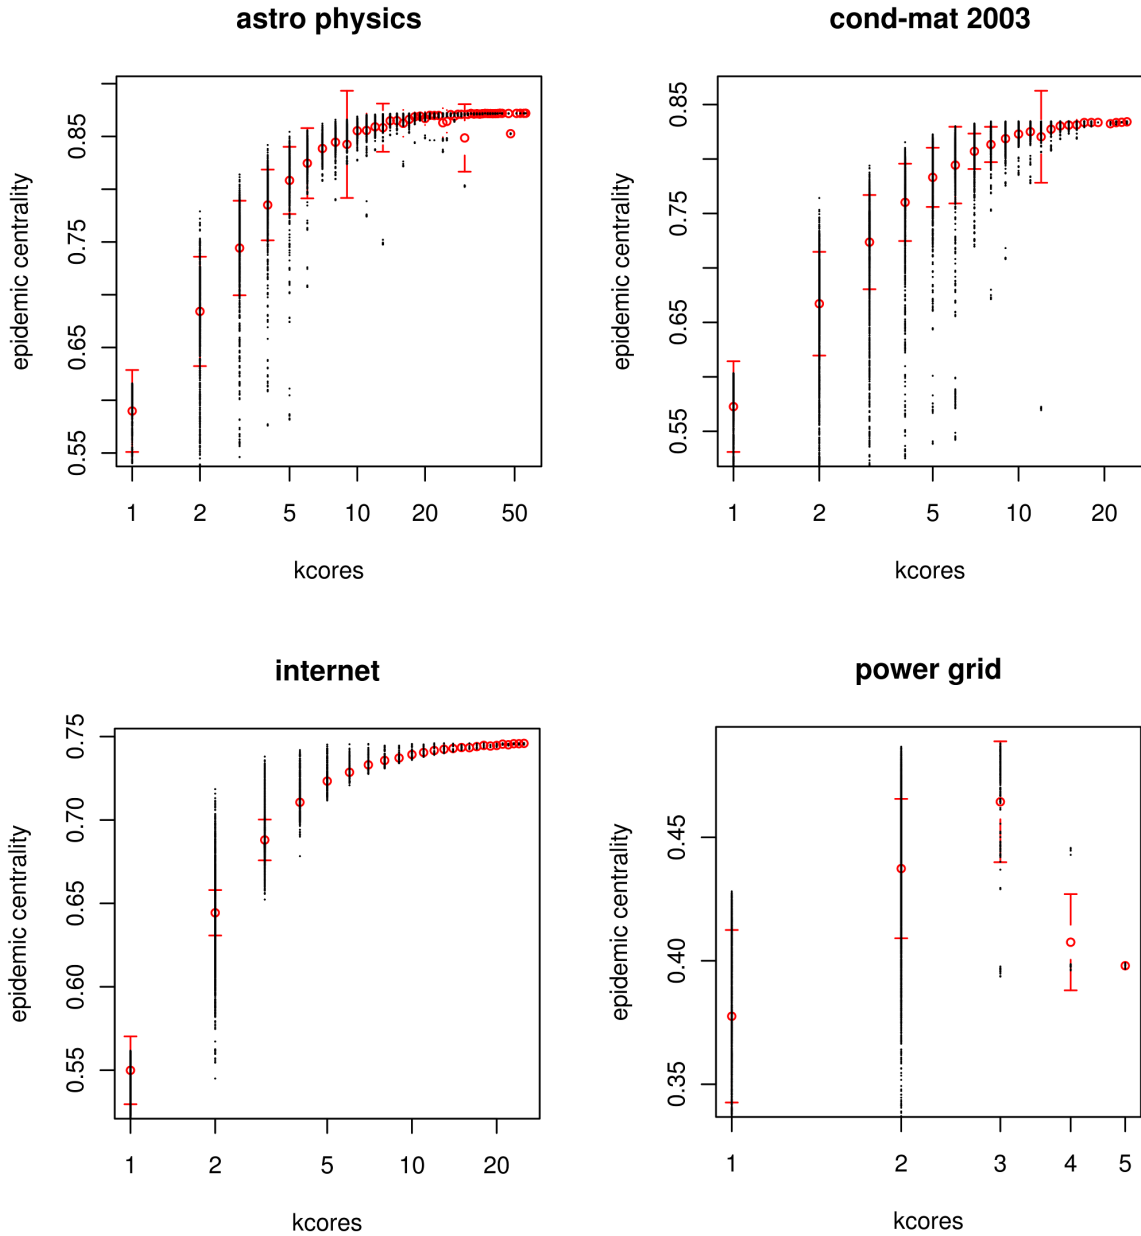 astro physics
epidemic centrality
0.55 0.65 0.75 0.85
1 2 5 10 20 50
kcores
cond-mat 2003
epidemic centrality
0.55 0.65 0.75 0.85
1 2 5 10 20
kcores
internet
epidemic centrality
0.55 0.60 0.65 0.70 0.75
1 2 5 10 20
kcores
power grid
epidemic centrality
0.35 0.40 0.45
1 2 3 4 5
kcores